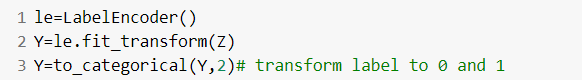 1 le=LabelEncoder()
2 Y=le.fit_transform(Z)
3 Y=to_categorical(Y,2)# transform label to 0 and 1